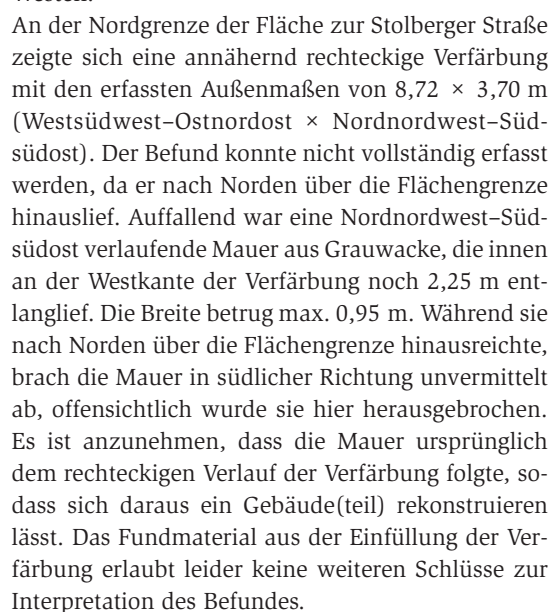 Westen.
An der Nordgrenze der Fläche zur Stolberger Straße
zeigte sich eine annähernd rechteckige Verfärbung
mit den erfassten Außenmaßen von 8,72 × 3,70 m
(Westsüdwest–Ostnordost × Nordnordwest–Süd-
südost). Der Befund konnte nicht vollständig erfasst
werden, da er nach Norden über die Flächengrenze
hinauslief. Auffallend war eine Nordnordwest–Süd-
südost verlaufende Mauer aus Grauwacke, die innen
an der Westkante der Verfärbung noch 2,25 m ent-
langlief. Die Breite betrug max. 0,95 m. Während sie
nach Norden über die Flächengrenze hinausreichte,
brach die Mauer in südlicher Richtung unvermittelt
ab, offensichtlich wurde sie hier herausgebrochen.
Es ist anzunehmen, dass die Mauer ursprünglich
dem rechteckigen Verlauf der Verfärbung folgte, so-
dass sich daraus ein Gebäude(teil) rekonstruieren
lässt. Das Fundmaterial aus der Einfüllung der Ver-
färbung erlaubt leider keine weiteren Schlüsse zur
Interpretation des Befundes.